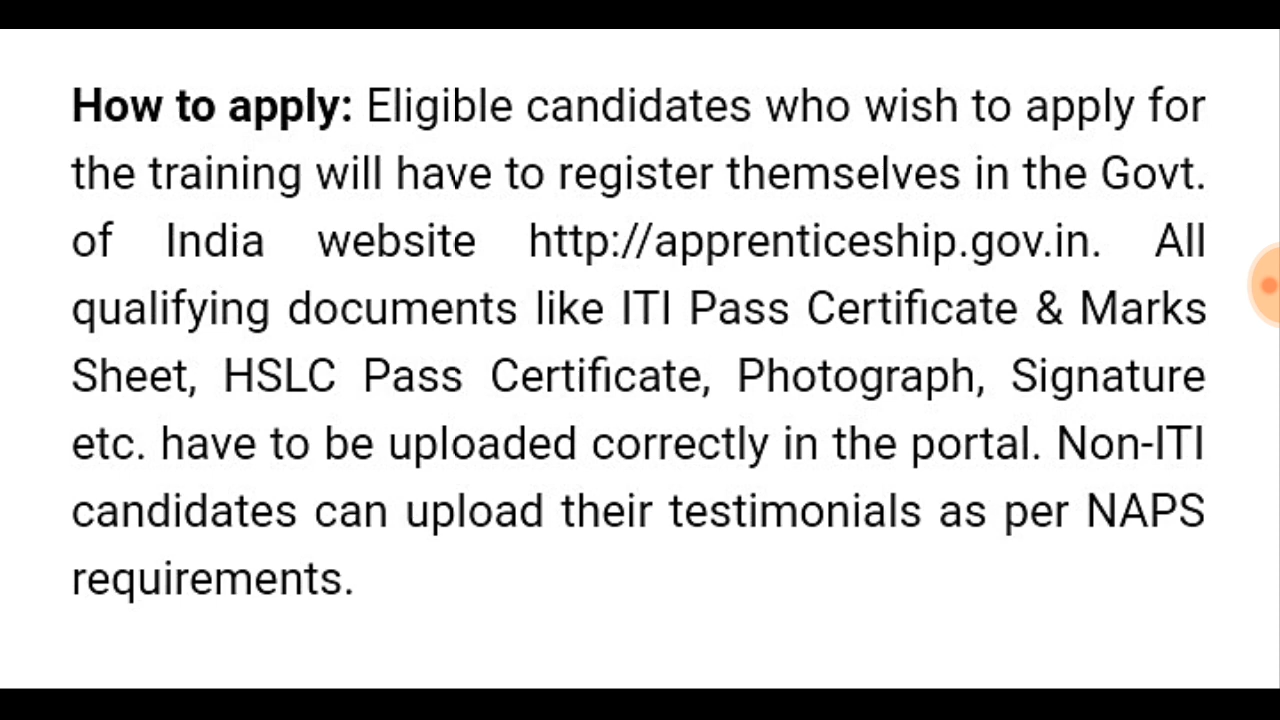 How to apply: Eligible candidates who wish to apply for
the training will have to register themselves in the Govt.
of India website http://apprenticeship.gov.in. All
qualifying documents like ITI Pass Certificate & Marks
Sheet, HSLC Pass Certificate, Photograph, Signature
etc. have to be uploaded correctly in the portal. Non-ITI
candidates can upload their testimonials as per NAPS
requirements.